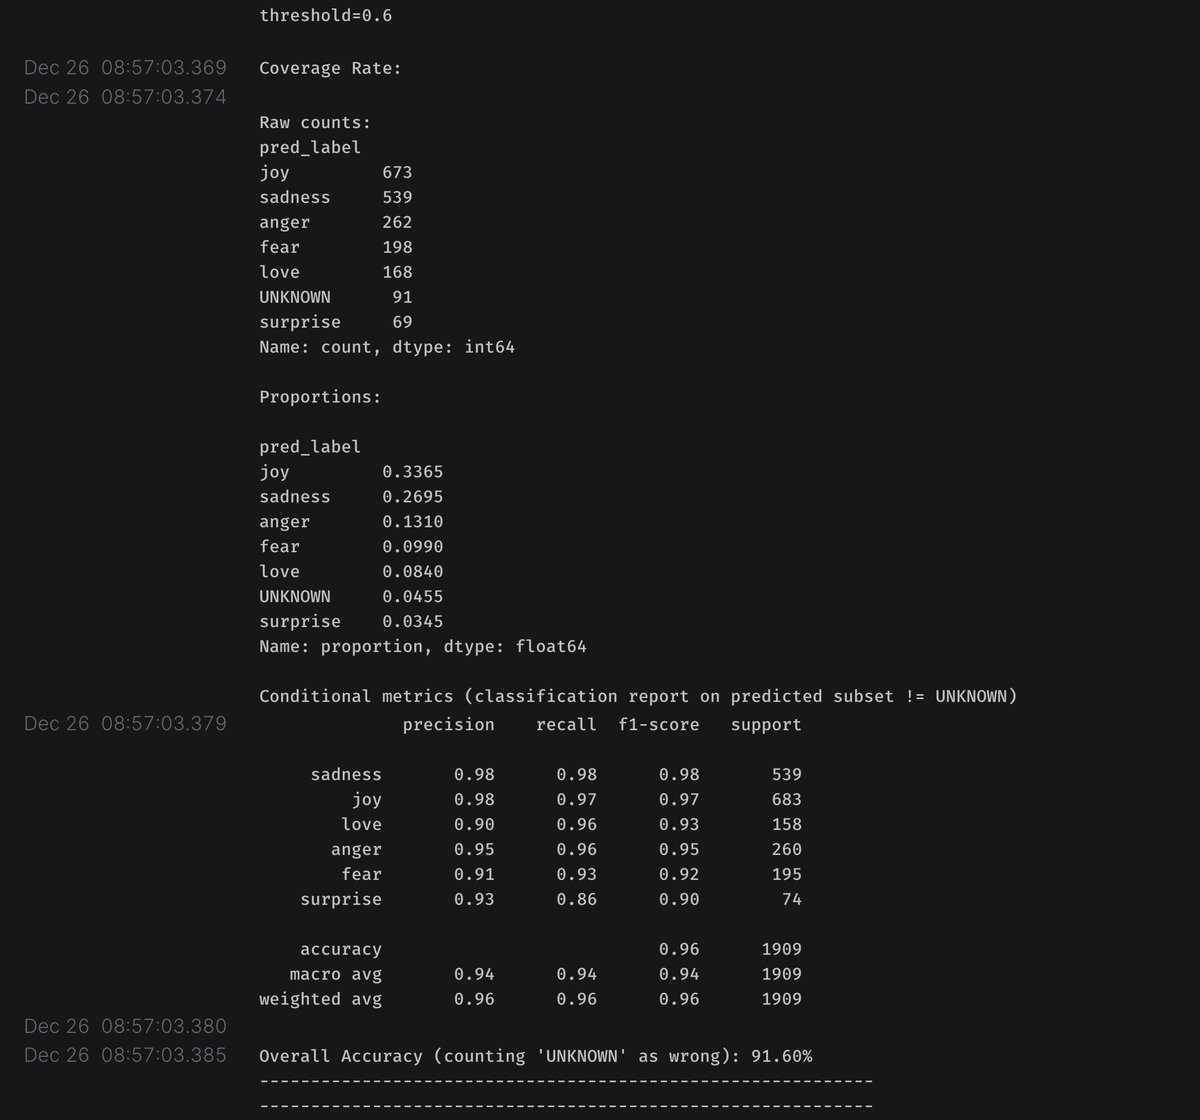 threshold=0.6
Dec 26 08:57:03.369 Coverage Rate:
Dec 26 08:57:03.374
Raw counts:
pred_label
joy 673
sadness 539
anger 262
fear 198
love 168
UNKNOWN 91
surprise 69
Name: count, dtype: int64
Proportions:
pred_label
joy 0.3365
sadness 0.2695
anger 0.1310
fear 0.0990
love 0.0840
UNKNOWN 0.0455
surprise 0.0345
Name: proportion, dtype: float64
Conditional metrics (classification report on predicted subset != UNKNOWN)
Dec 26 08:57:03.379 precision recall f1-score support
sadness 0.98 0.98 0.98 539
joy 0.98 0.97 0.97 683
love 0.90 0.96 0.93 158
anger 0.95 0.96 0.95 260
fear 0.91 0.93 0.92 195
surprise 0.93 0.86 0.90 74
accuracy 0.96 1909
macro avg 0.94 0.94 0.94 1909
weighted avg 0.96 0.96 0.96 1909
Dec 26 08:57:03.380
Dec 26 08:57:03.385 Overall Accuracy (counting 'UNKNOWN' as wrong): 91.60%
------------------------------------------------------------
------------------------------------------------------------